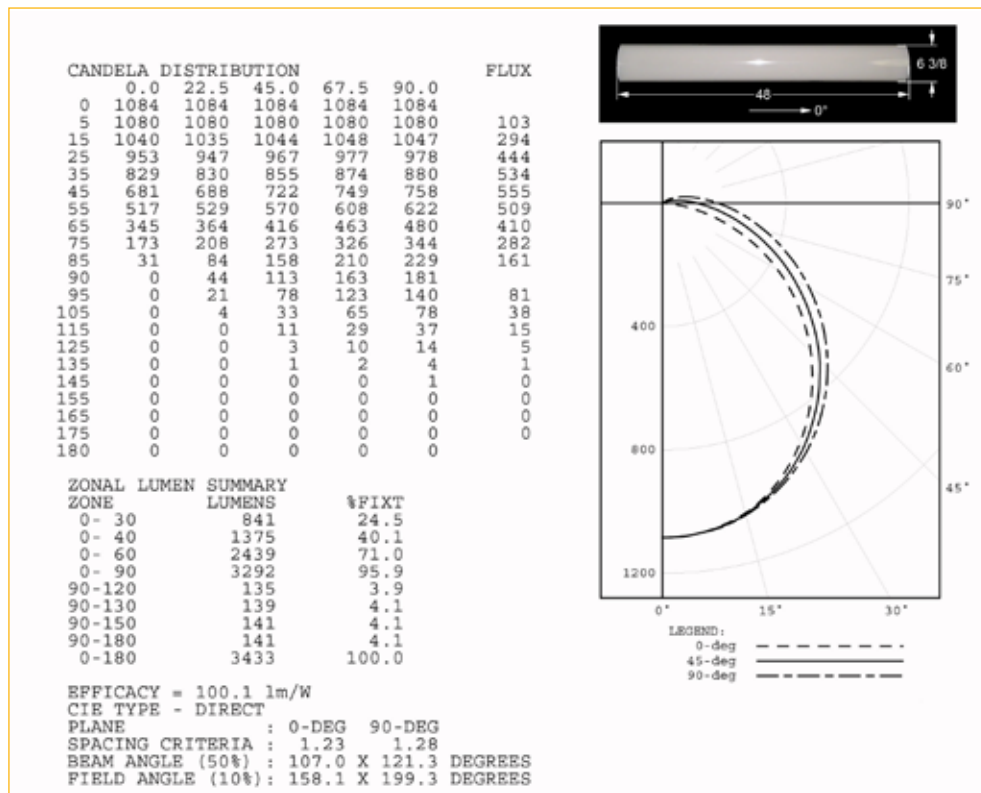 CANDELA DISTRIBUTION FLUX
0.0 22.5 45.0 67.5 90.0
0 1084 1084 1084 1084 1084
5 1080 1080 1080 1080 1080 103
15 1040 1035 1044 1048 1047 294
25 953 947 967 977 978 444
35 829 830 855 874 880 534
45 681 688 722 749 758 555
55 517 529 570 608 622 509
65 345 364 416 463 480 410
75 173 208 273 326 344 282
85 31 84 158 210 229 161
90 0 44 113 163 181
95 0 21 78 123 140 81
105 0 4 33 65 78 38
115 0 0 11 29 37 15
125 0 0 3 10 14 5
135 0 0 1 2 4 1
145 0 0 0 0 1 0
155 0 0 0 0 0 0
165 0 0 0 0 0 0
175 0 0 0 0 0 0
180 0 0 0 0 0
ZONAL LUMEN SUMMARY
ZONE LUMENS %FIXT
0- 30 841 24.5
0- 40 1375 40.1
0- 60 2439 71.0
0- 90 3292 95.9
90-120 135 3.9
90-130 139 4.1
90-150 141 4.1
90-180 141 4.1
0-180 3433 100.0
EFFICACY = 100.1 lm/W
CIE TYPE - DIRECT
PLANE : 0-DEG 90-DEG
SPACING CRITERIA : 1.23 1.28
BEAM ANGLE (50%) : 107.0 X 121.3 DEGREES
FIELD ANGLE (10%) : 158.1 X 199.3 DEGREES
6 3/8
48
0°
90°
75°
400
60°
800
45°
1200
0° 15° 30°
LEGEND:
0-deg
45-deg
90-deg